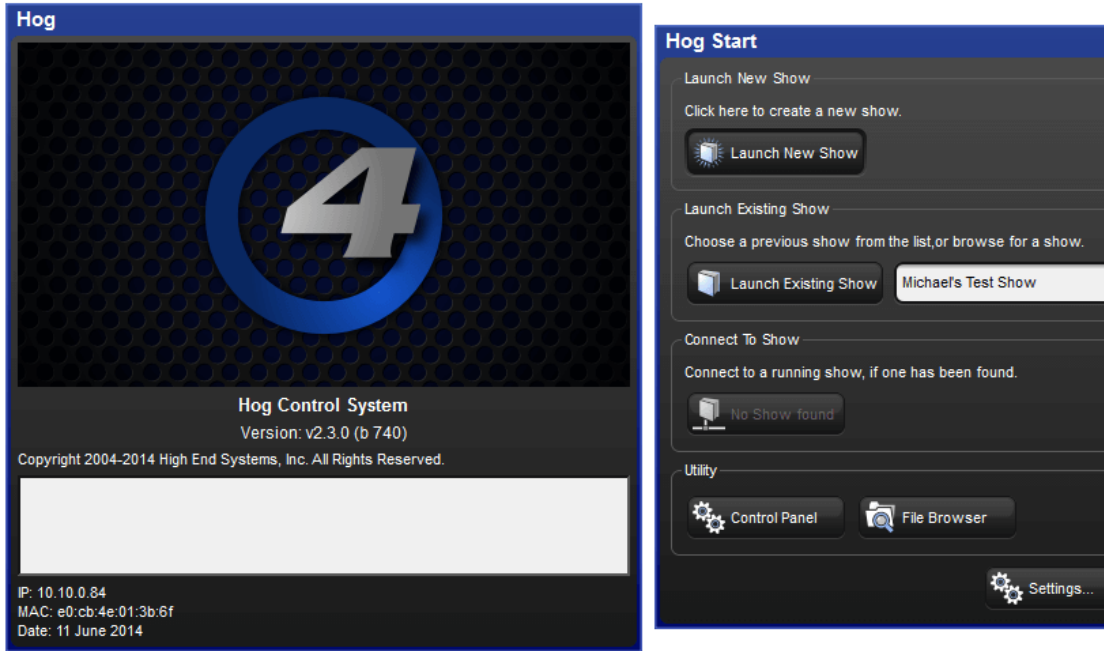 Hog
4
Hog Control System
Version: v2.3.0 (b 740)
Copyright 2004-2014 High End Systems, Inc. All Rights Reserved.
IP: 10.10.0.84
MAC: e0:cb:4e:01:3b:6f
Date: 11 June 2014
Hog Start
Launch New Show
Click here to create a new show.
Launch New Show
Launch Existing Show
Choose a previous show from the list,or browse for a show.
Launch Existing Show
Michael's Test Show
Connect To Show
Connect to a running show, if one has been found.
No Show found
Utility
Control Panel
File Browser
Settings...